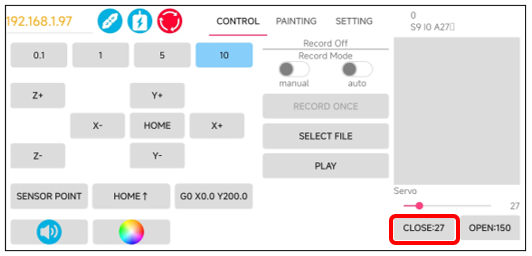 192.168.1.97
CONTROL
PAINTING
SETTING
0.1
1
5
10
Z+
Y+
X-
HOME
X+
Z-
Y-
SENSOR POINT
HOME↑
G0 X0.0 Y200.0
Record Off
Record Mode
manual
auto
RECORD ONCE
SELECT FILE
PLAY
0
S9 I0 A27▯
Servo
27
CLOSE:27
OPEN:150